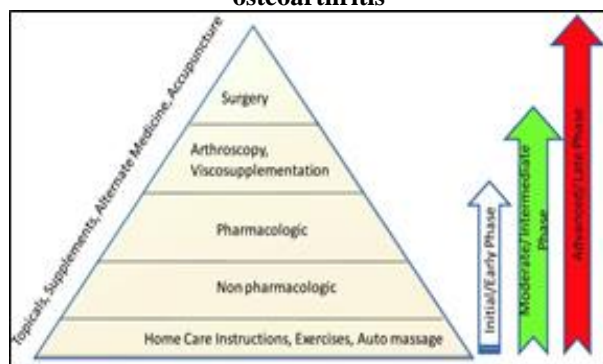 osteoarthritis
Topicals, Supplements, Alternate Medicine, Accupuncture
Surgery
Arthroscopy,
Viscosupplementation
Pharmacologic
Non pharmacologic
Home Care Instructions, Exercises, Auto massage
Initial/Early Phase
Moderate/Intermediate
Phase
Advanced/Late Phase